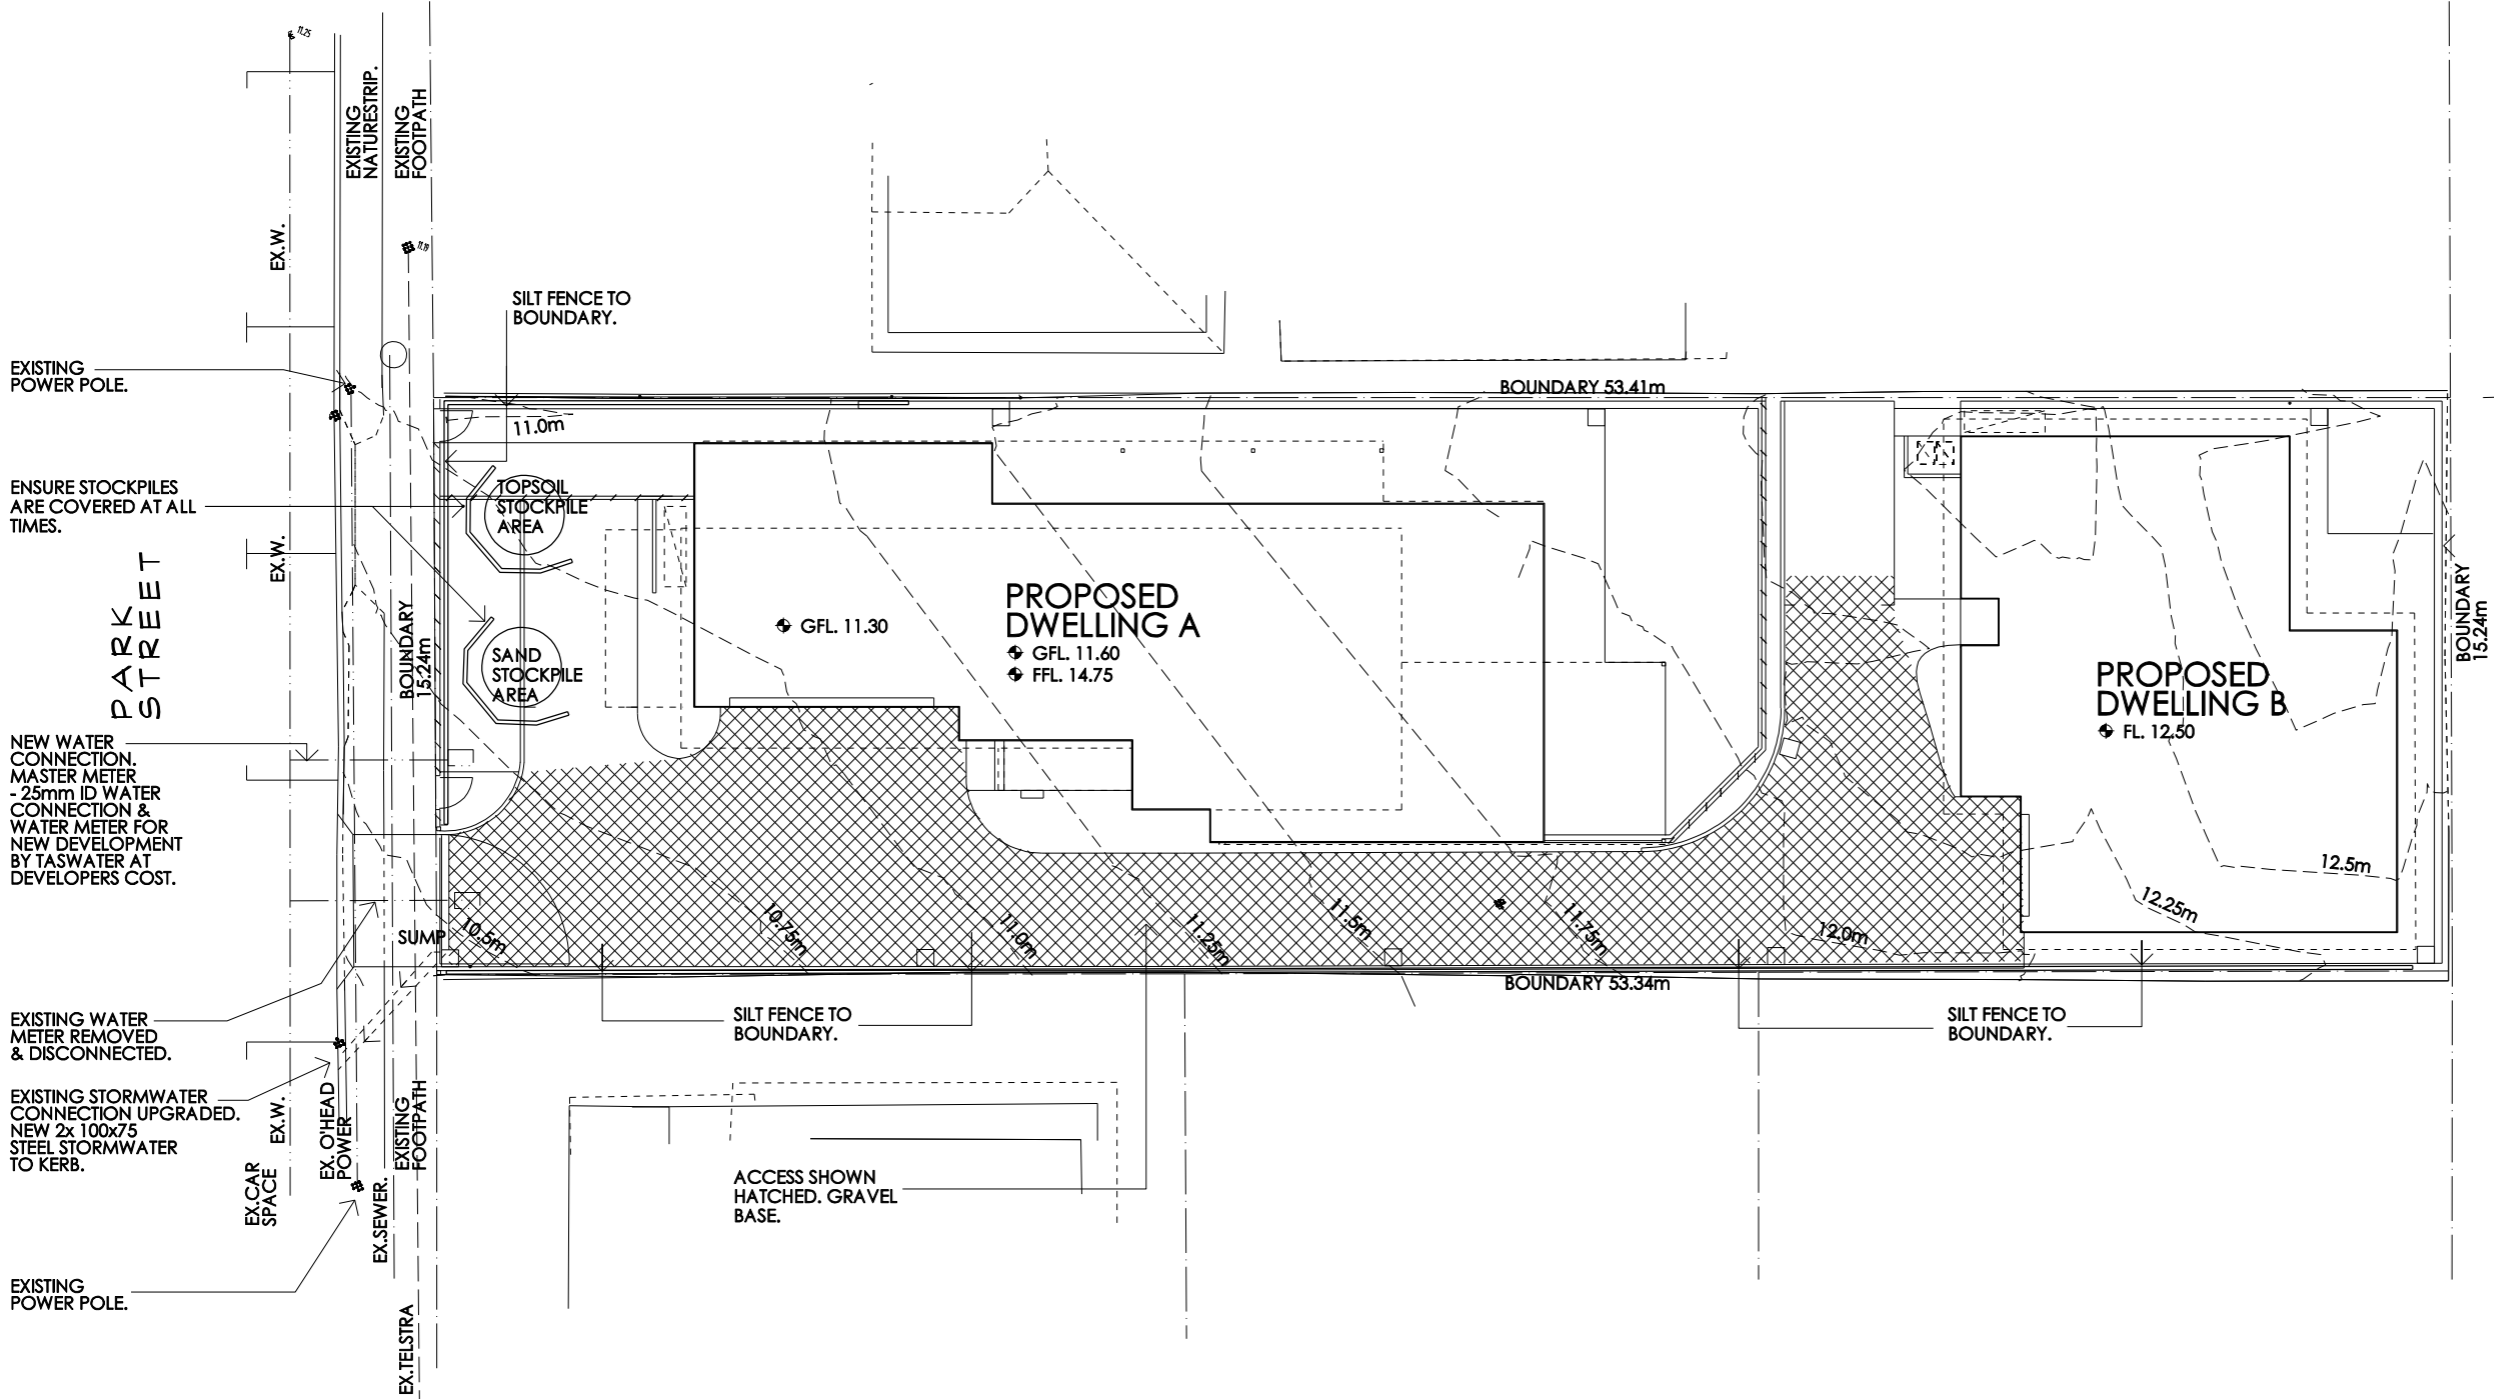 11.25
EXISTING
NATURESTRIP.
EXISTING
FOOTPATH
EX.W.
11.19
SILT FENCE TO
BOUNDARY.
EXISTING
POWER POLE.
BOUNDARY 53.41m
11.0m
ENSURE STOCKPILES
ARE COVERED AT ALL
TIMES.
TOPSOIL
STOCKPILE
AREA
EX.W.
PARK
STREET
BOUNDARY
15.24m
SAND
STOCKPILE
AREA
GFL. 11.30
PROPOSED
DWELLING A
GFL. 11.60
FFL. 14.75
PROPOSED
DWELLING B
FL. 12.50
BOUNDARY
15.24m
NEW WATER
CONNECTION.
MASTER METER
- 25mm ID WATER
CONNECTION &
WATER METER FOR
NEW DEVELOPMENT
BY TASWATER AT
DEVELOPERS COST.
SUMP
10.5m
10.75m
11.0m
11.25m
11.5m
11.75m
12.0m
12.25m
12.5m
BOUNDARY 53.34m
EXISTING WATER
METER REMOVED
& DISCONNECTED.
SILT FENCE TO
BOUNDARY.
SILT FENCE TO
BOUNDARY.
EXISTING STORMWATER
CONNECTION UPGRADED.
NEW 2x 100x75
STEEL STORMWATER
TO KERB.
EX.W.
EX. O'HEAD
POWER
EXISTING
FOOTPATH
EX.CAR
SPACE
EX.SEWER.
ACCESS SHOWN
HATCHED. GRAVEL
BASE.
EXISTING
POWER POLE.
EX.TELSTRA